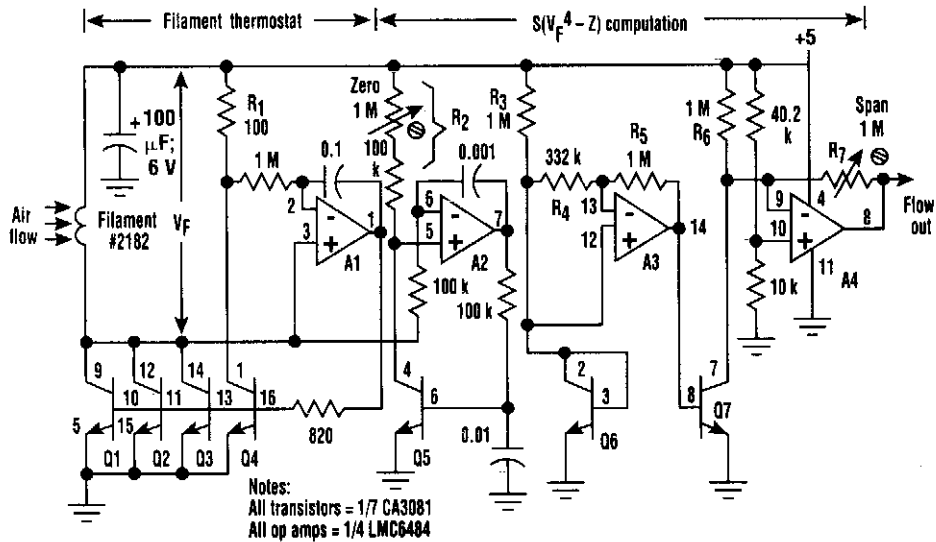 Filament thermostat
S(V_F^4 – Z) computation
+5
R1
100
Zero
1 M
100
k
R2
R3
1 M
1 M
R6
40.2
k
Span
1 M
R7
+ 100
μF;
6 V
1 M
0.1
0.001
332 k
R4
R5
1 M
Air
flow
Filament
#2182
VF
2
3
1
–
+
A1
6
5
7
–
+
A2
13
12
14
–
+
A3
9
10
4
8
11
–
+
A4
Flow
out
100 k
100 k
10 k
9
10
5
Q1
12
11
15
Q2
14
13
Q3
1
16
Q4
820
4
6
Q5
0.01
2
3
Q6
7
8
Q7
Notes:
All transistors = 1/7 CA3081
All op amps = 1/4 LMC6484